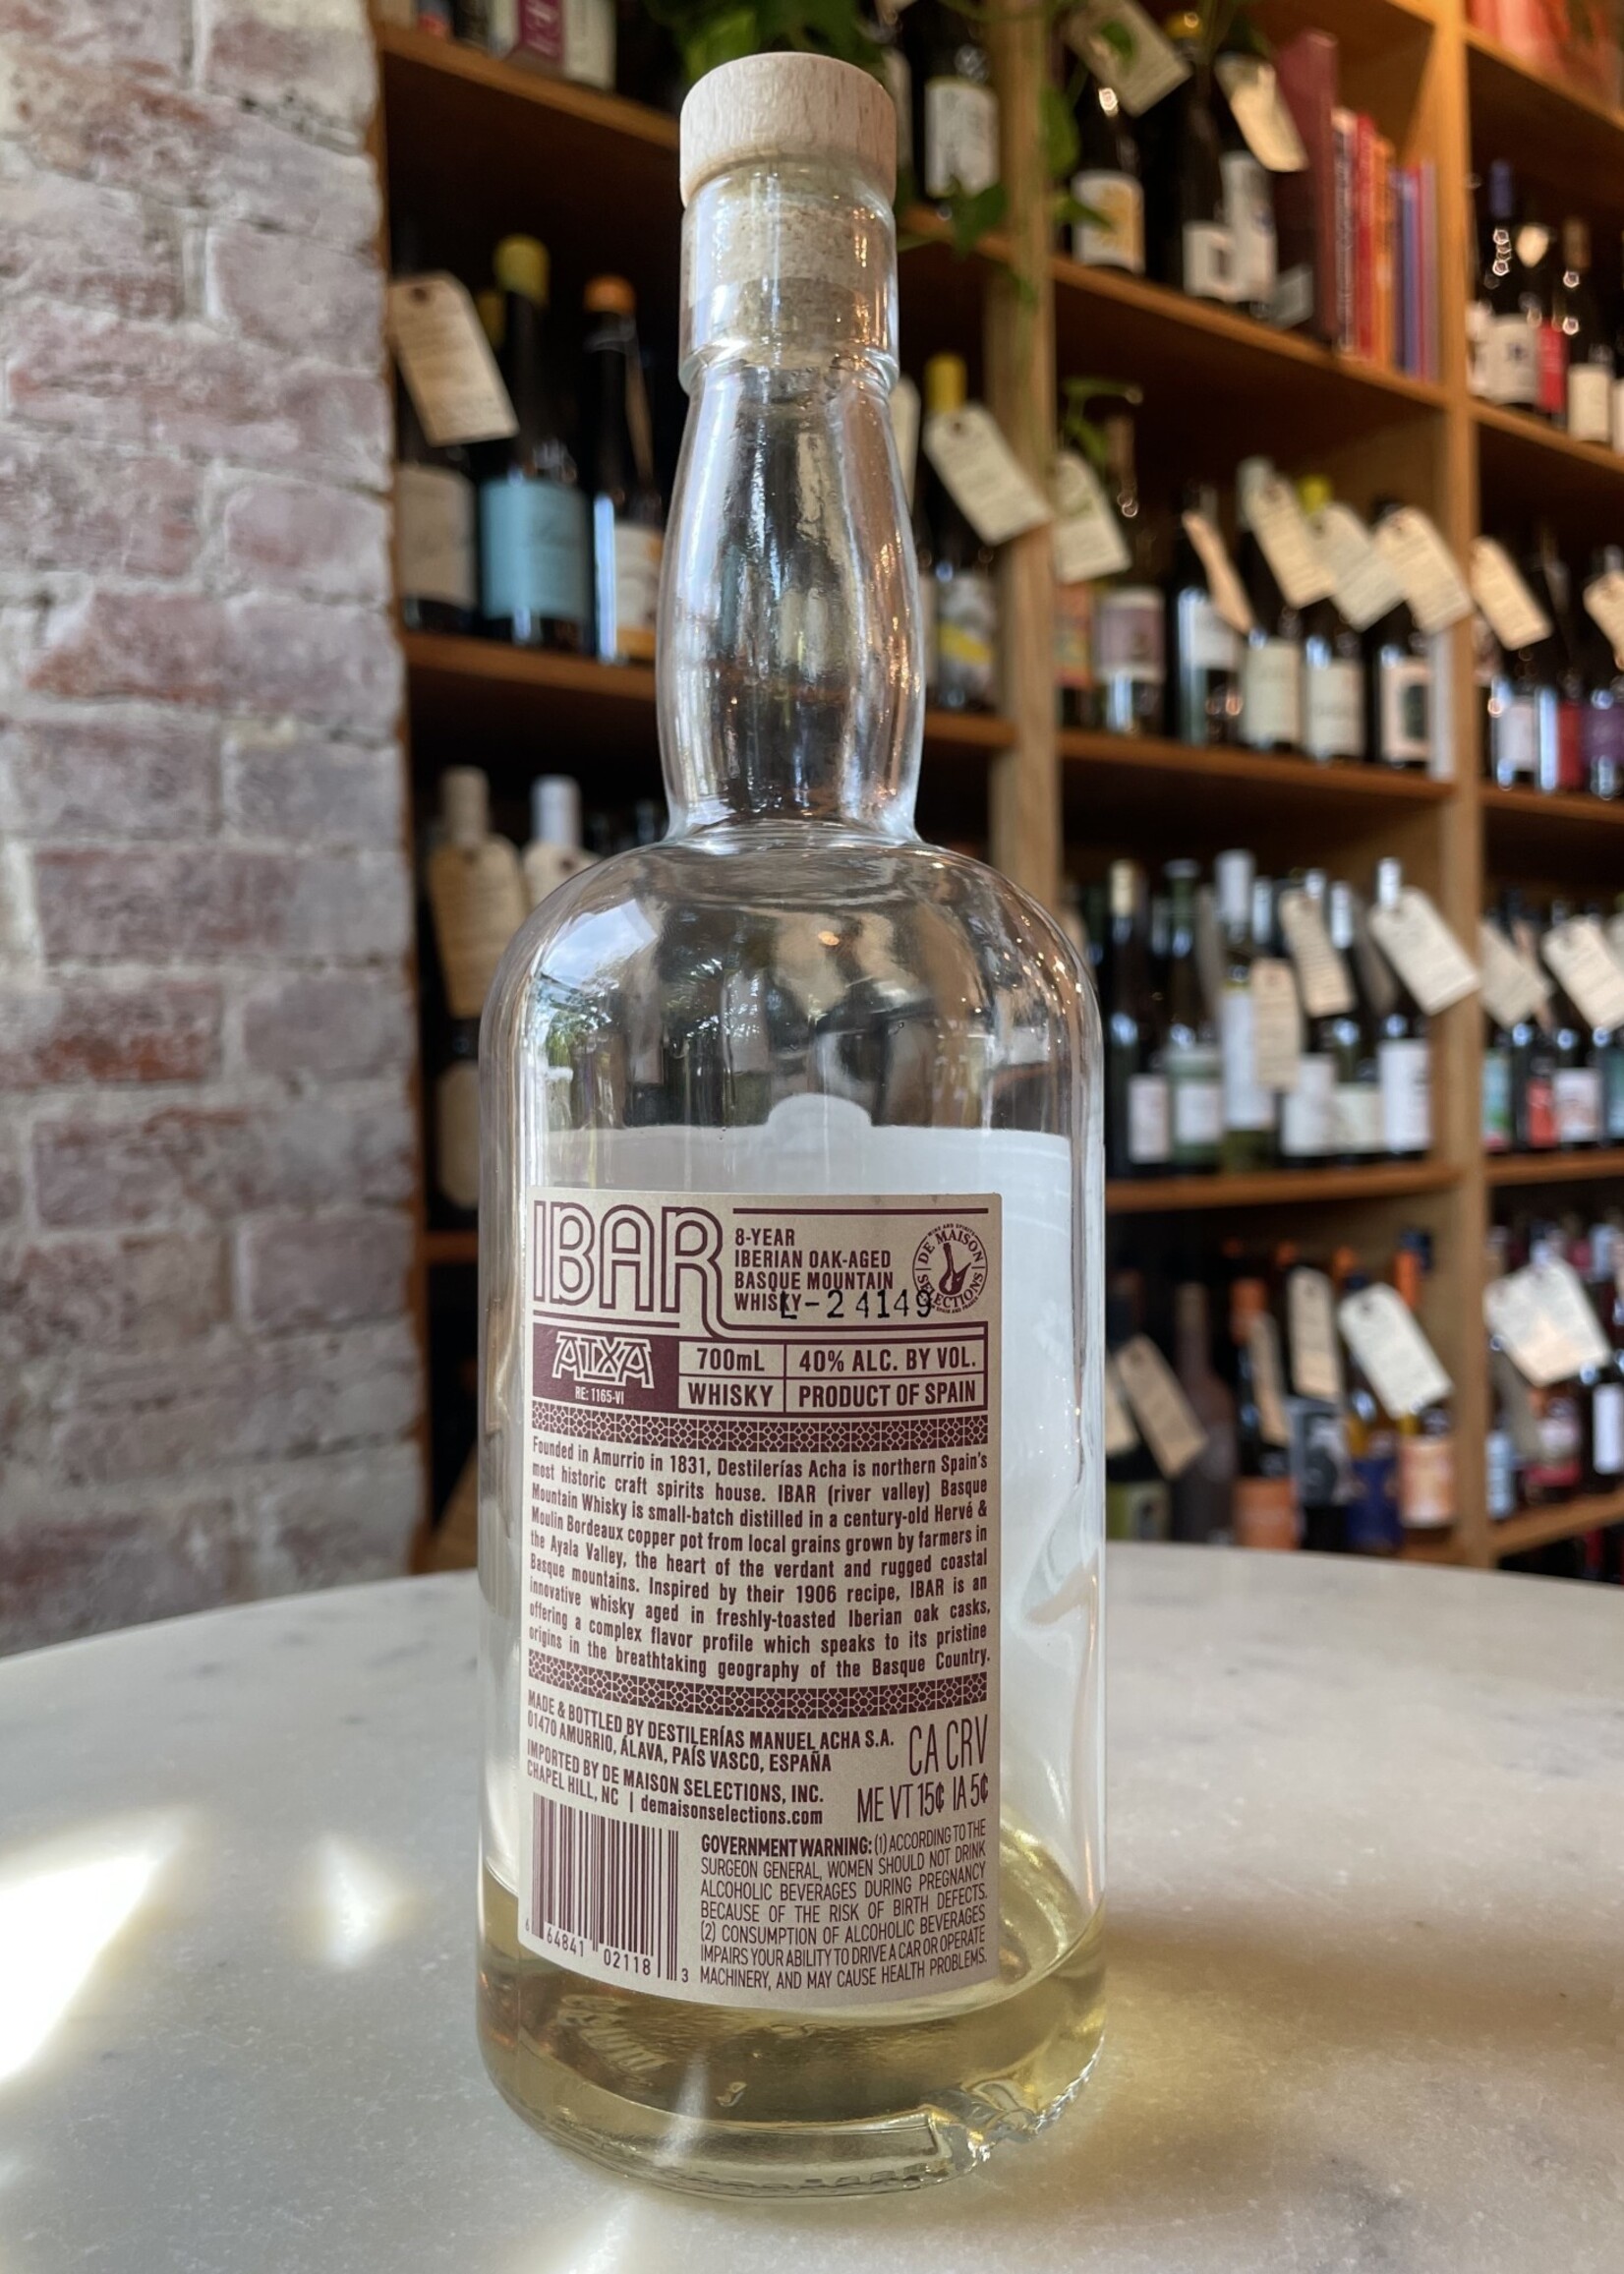 IBAR
8-YEAR
IBERIAN OAK-AGED
BASQUE MOUNTAIN
WHISKY
L-24149
WINE AND SPIRITS
DE MAISON
SELECTIONS
AIXA
RE: 1165-VI
700mL
40% ALC. BY VOL.
WHISKY
PRODUCT OF SPAIN
Founded in Amurrio in 1831, Destilerías Acha is northern Spain's
most historic craft spirits house. IBAR (river valley) Basque
Mountain Whisky is small-batch distilled in a century-old Hervé &
Moulin Bordeaux copper pot from local grains grown by farmers in
the Ayala Valley, the heart of the verdant and rugged coastal
Basque mountains. Inspired by their 1906 recipe, IBAR is an
innovative whisky aged in freshly-toasted Iberian oak casks,
offering a complex flavor profile which speaks to its pristine
origins in the breathtaking geography of the Basque Country.
MADE & BOTTLED BY DESTILERÍAS MANUEL ACHA S.A.
01470 AMURRIO, ÁLAVA, PAÍS VASCO, ESPAÑA
IMPORTED BY DE MAISON SELECTIONS, INC.
CHAPEL HILL, NC | demaisonselections.com
CA CRV
ME VT 15¢ IA 5¢
GOVERNMENT WARNING: (1) ACCORDING TO THE
SURGEON GENERAL, WOMEN SHOULD NOT DRINK
ALCOHOLIC BEVERAGES DURING PREGNANCY
BECAUSE OF THE RISK OF BIRTH DEFECTS.
(2) CONSUMPTION OF ALCOHOLIC BEVERAGES
IMPAIRS YOUR ABILITY TO DRIVE A CAR OR OPERATE
MACHINERY, AND MAY CAUSE HEALTH PROBLEMS.
6 64841 02118 3